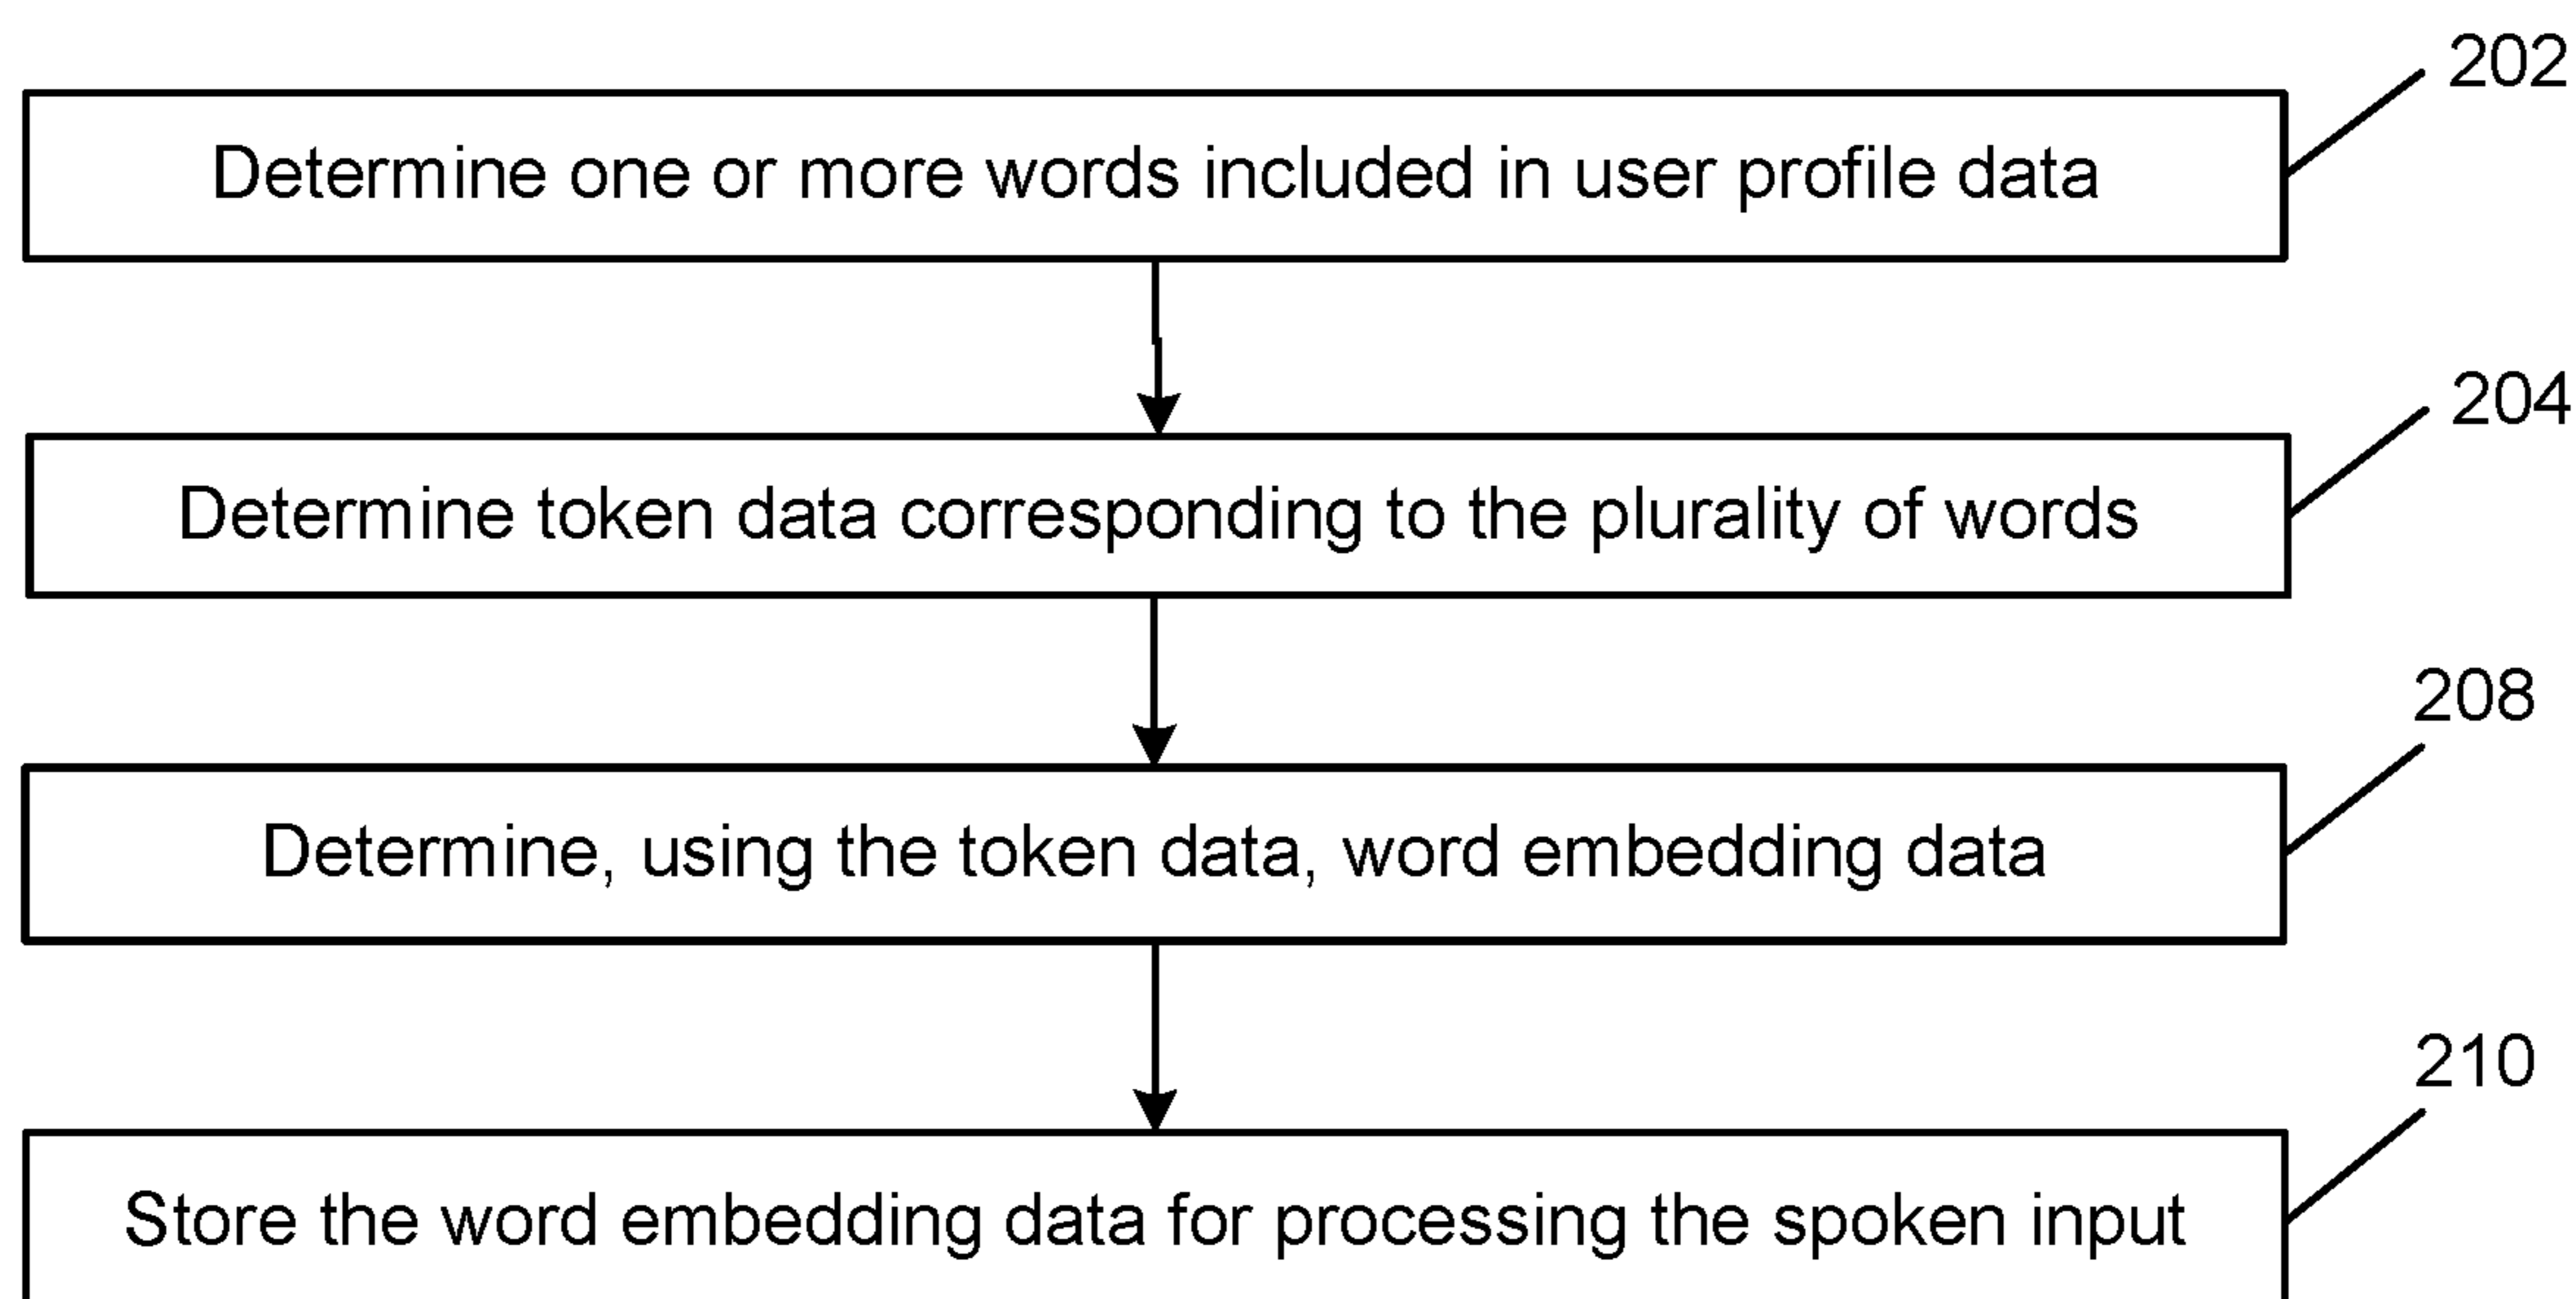 202
Determine one or more words included in user profile data
204
Determine token data corresponding to the plurality of words
208
Determine, using the token data, word embedding data
210
Store the word embedding data for processing the spoken input